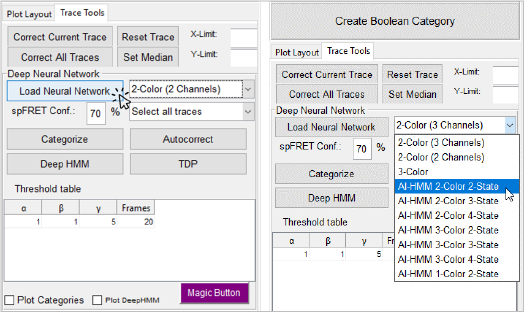 Plot Layout Trace Tools
Correct Current Trace Reset Trace X-Limit:
Correct All Traces Set Median Y-Limit:
Deep Neural Network
Load Neural Network 2-Color (2 Channels)
spFRET Conf.: 70 % Select all traces
Categorize Autocorrect
Deep HMM TDP
Threshold table
α β γ Frames
1 1 5 20
Plot Categories Plot DeepHMM Magic Button
Create Boolean Category
Plot Layout Trace Tools
Correct Current Trace Reset Trace X-Limit:
Correct All Traces Set Median Y-Limit:
Deep Neural Network
Load Neural Network 2-Color (3 Channels)
spFRET Conf.: 70 % 2-Color (3 Channels)
2-Color (2 Channels)
Categorize 3-Color
AI-HMM 2-Color 2-State
Deep HMM AI-HMM 2-Color 3-State
AI-HMM 2-Color 4-State
Threshold table AI-HMM 3-Color 2-State
α β γ AI-HMM 3-Color 3-State
1 1 5 AI-HMM 3-Color 4-State
AI-HMM 1-Color 2-State